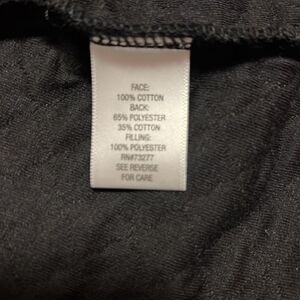 FACE:
100% COTTON
BACK:
65% POLYESTER
35% COTTON
FILLING:
100% POLYESTER
RN#73277
SEE REVERSE
FOR CARE